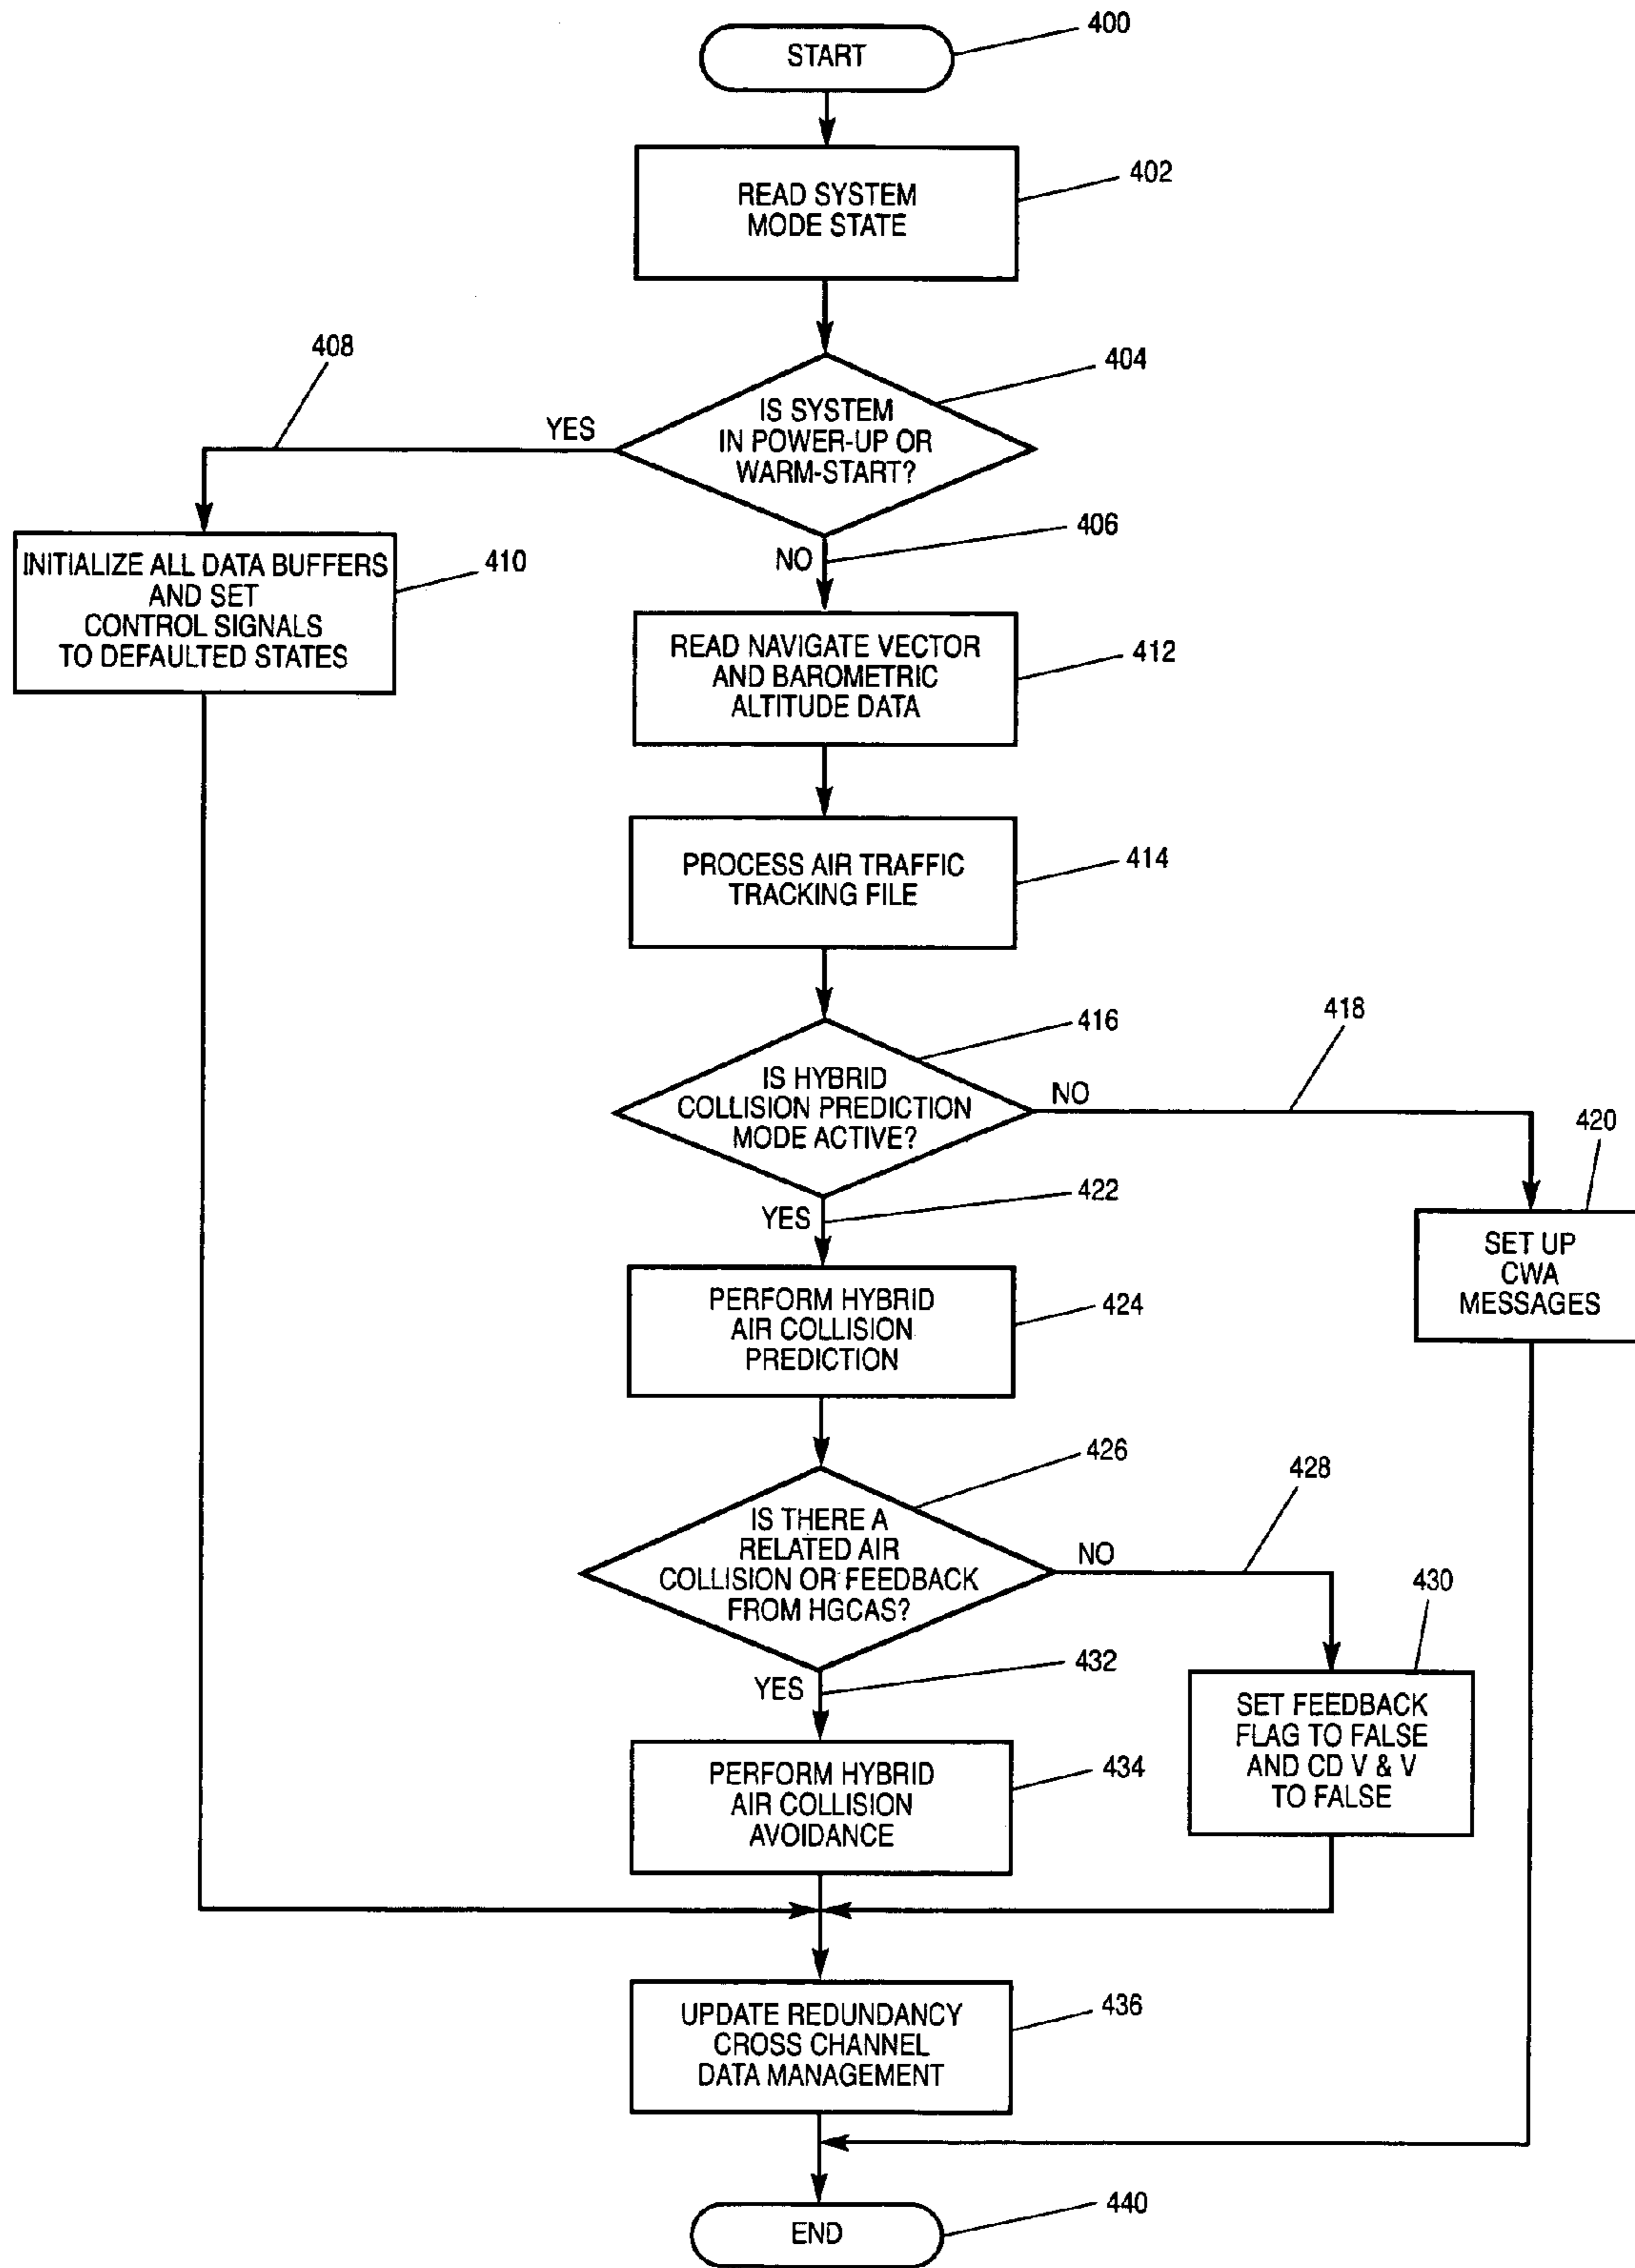 START
400
READ SYSTEM
MODE STATE
402
408
404
IS SYSTEM
IN POWER-UP OR
WARM-START?
YES
406
NO
INITIALIZE ALL DATA BUFFERS
AND SET
CONTROL SIGNALS
TO DEFAULTED STATES
410
READ NAVIGATE VECTOR
AND BAROMETRIC
ALTITUDE DATA
412
PROCESS AIR TRAFFIC
TRACKING FILE
414
416
418
IS HYBRID
COLLISION PREDICTION
MODE ACTIVE?
NO
420
422
YES
SET UP
CWA
MESSAGES
PERFORM HYBRID
AIR COLLISION
PREDICTION
424
426
428
IS THERE A
RELATED AIR
COLLISION OR FEEDBACK
FROM HGCAS?
NO
430
432
YES
SET FEEDBACK
FLAG TO FALSE
AND CD V & V
TO FALSE
PERFORM HYBRID
AIR COLLISION
AVOIDANCE
434
UPDATE REDUNDANCY
CROSS CHANNEL
DATA MANAGEMENT
436
END
440